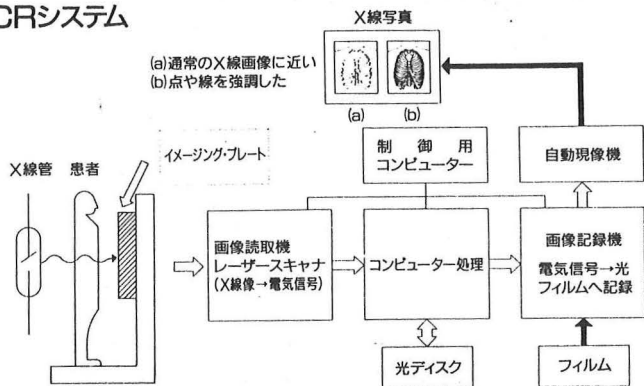 CRシステム
X線写真
(a)通常のX線画像に近い
(b)点や線を強調した
(a) (b)
X線管 患者
イメージング・プレート
制御用
コンピューター
自動現像機
画像読取機
レーザースキャナ
(X線像→電気信号)
コンピューター処理
画像記録機
電気信号→光
フィルムへ記録
光ディスク
フィルム